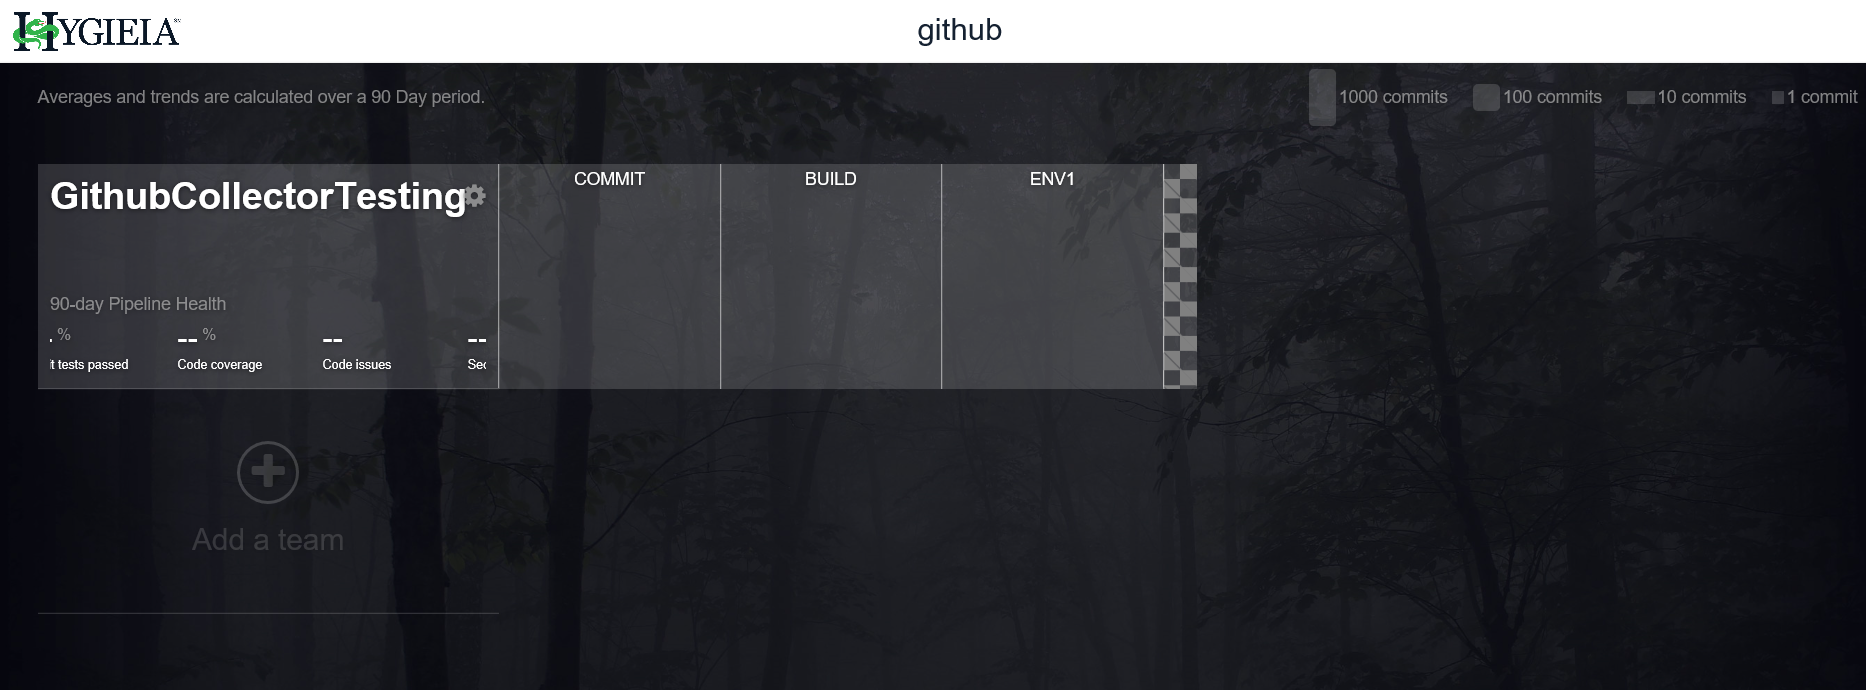 HYGIEIA
github
Averages and trends are calculated over a 90 Day period.
1000 commits 100 commits 10 commits 1 commit
GithubCollectorTesting COMMIT BUILD ENV1
90-day Pipeline Health
. % -- % -- --
it tests passed Code coverage Code issues Sec
Add a team